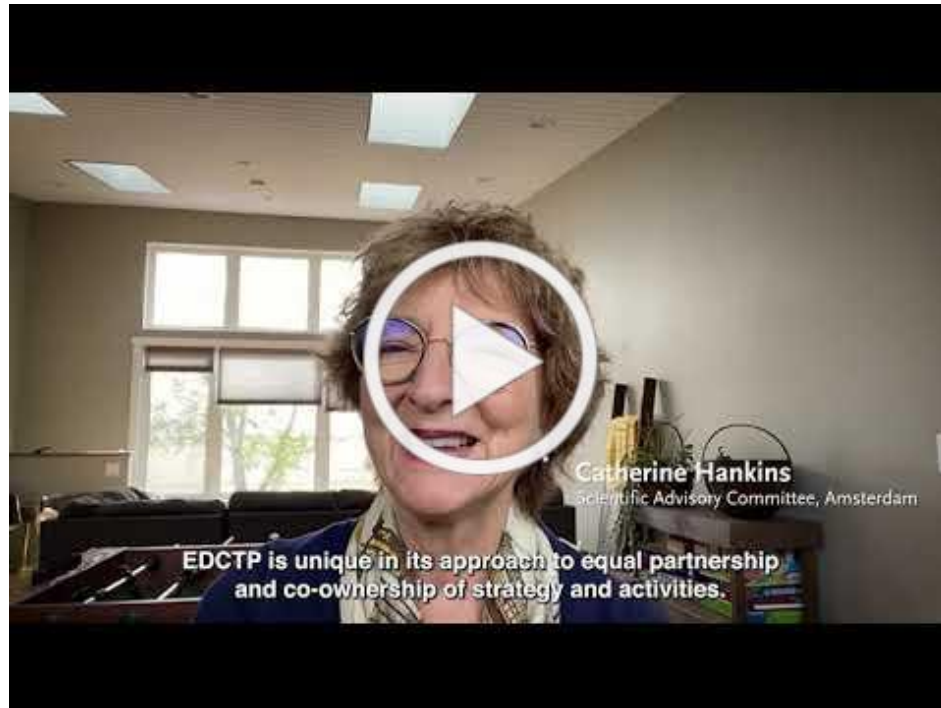 Catherine Hankins
Scientific Advisory Committee, Amsterdam
EDCTP is unique in its approach to equal partnership
and co-ownership of strategy and activities.